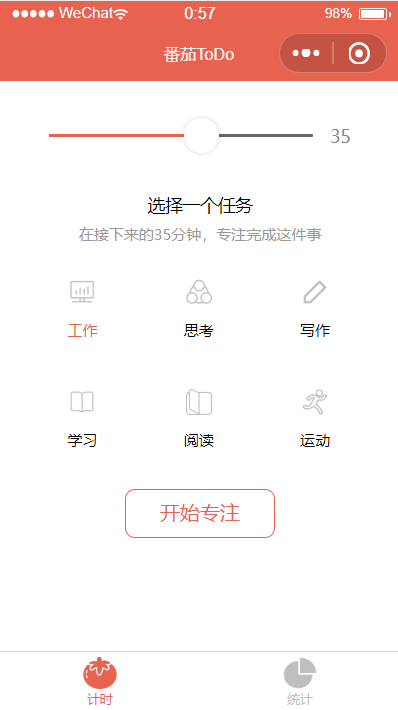 ●●●●● WeChat 0:57 98%
番茄ToDo
35
选择一个任务
在接下来的35分钟，专注完成这件事
工作 思考 写作
学习 阅读 运动
开始专注
计时 统计